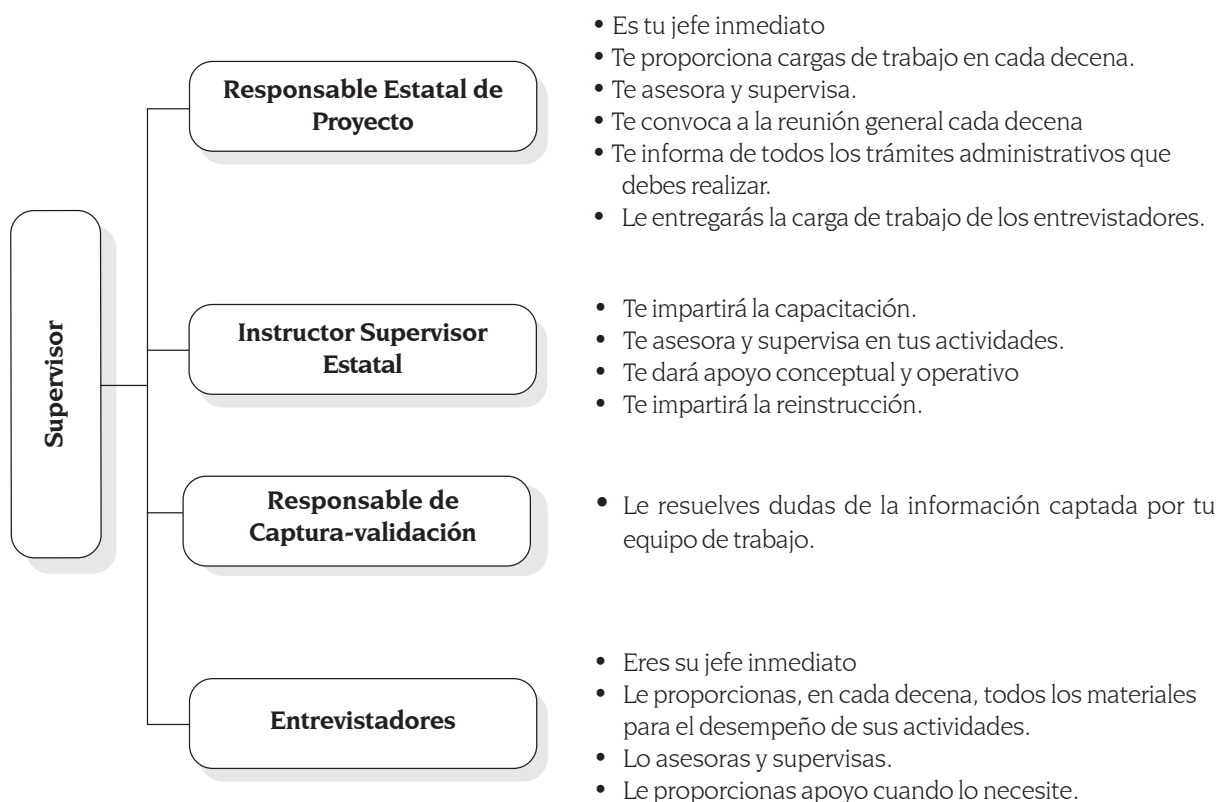 Supervisor
Responsable Estatal de
Proyecto
• Es tu jefe inmediato
• Te proporciona cargas de trabajo en cada decena.
• Te asesora y supervisa.
• Te convoca a la reunión general cada decena
• Te informa de todos los trámites administrativos que
debes realizar.
• Le entregarás la carga de trabajo de los entrevistadores.
Instructor Supervisor
Estatal
• Te impartirá la capacitación.
• Te asesora y supervisa en tus actividades.
• Te dará apoyo conceptual y operativo
• Te impartirá la reinstrucción.
Responsable de
Captura-validación
• Le resuelves dudas de la información captada por tu
equipo de trabajo.
Entrevistadores
• Eres su jefe inmediato
• Le proporcionas, en cada decena, todos los materiales
para el desempeño de sus actividades.
• Lo asesoras y supervisas.
• Le proporcionas apoyo cuando lo necesite.